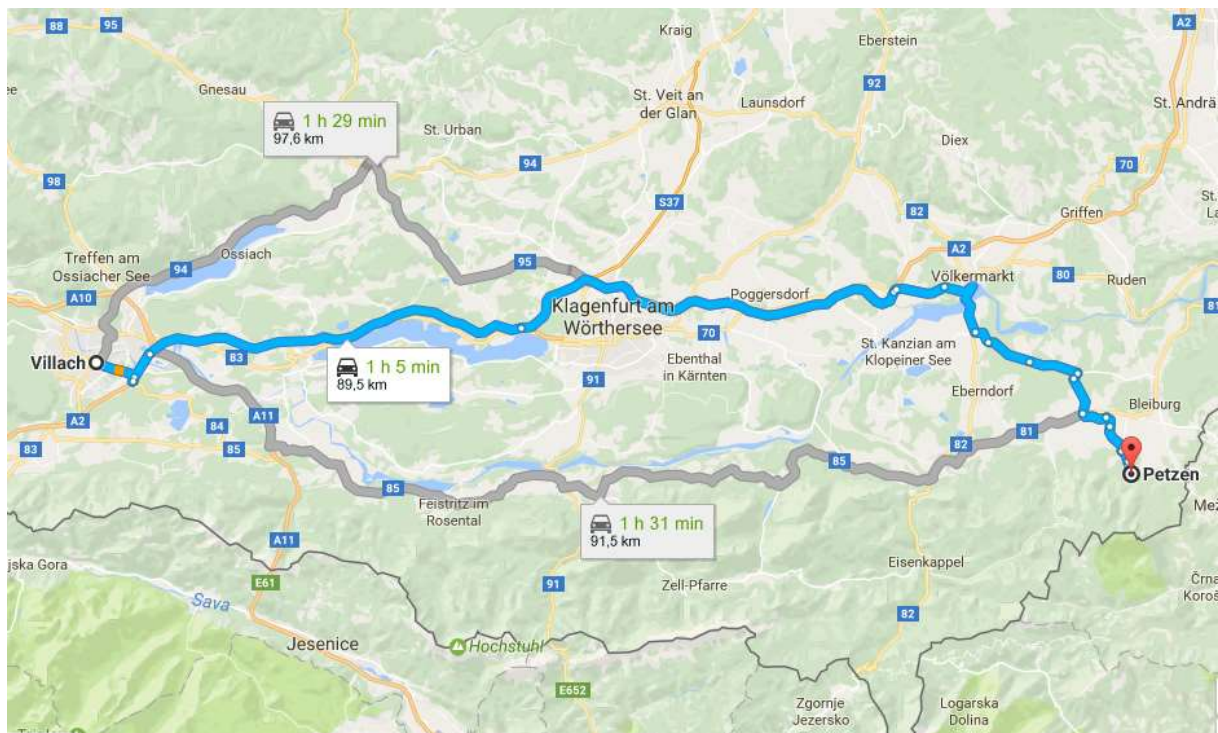 88
95
Kraig
Eberstein
A2
Gnesau
92
St. Veit an
der Glan
Launsdorf
St. Andrä
1 h 29 min
97,6 km
St. Urban
Diex
94
70
98
S37
82
Griffen
St.
Treffen am
Ossiacher See
Ossiach
94
A2
95
Völkermarkt
80
Ruden
A10
Klagenfurt am
Wörthersee
Poggersdorf
81
70
Villach
83
1 h 5 min
89,5 km
Ebenthal
in Kärnten
St. Kanzian am
Klopeiner See
91
Eberndorf
Bleiburg
A2
A11
84
83
85
82
81
85
Petzen
85
Feistritz im
Rosental
1 h 31 min
91,5 km
A11
jska Gora
E61
91
Zell-Pfarre
Eisenkappel
Črna
Koroš
Sava
82
Jesenice
Hochstuhl
E652
Zgornje
Jezersko
Logarska
Dolina